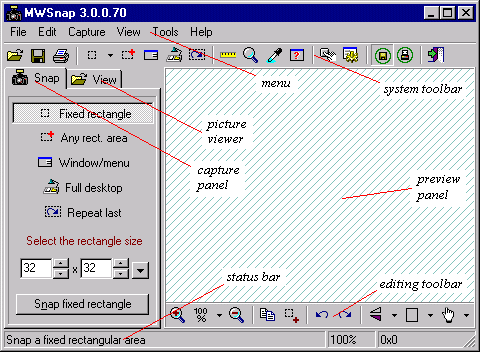 MWSnap 3.0.0.70
File Edit Capture View Tools Help
Snap View
menu
system toolbar
Fixed rectangle
Any rect. area
Window/menu
Full desktop
Repeat last
picture
viewer
capture
panel
preview
panel
Select the rectangle size
32 x 32
Snap fixed rectangle
status bar
editing toolbar
100
%
Snap a fixed rectangular area
100% 0x0